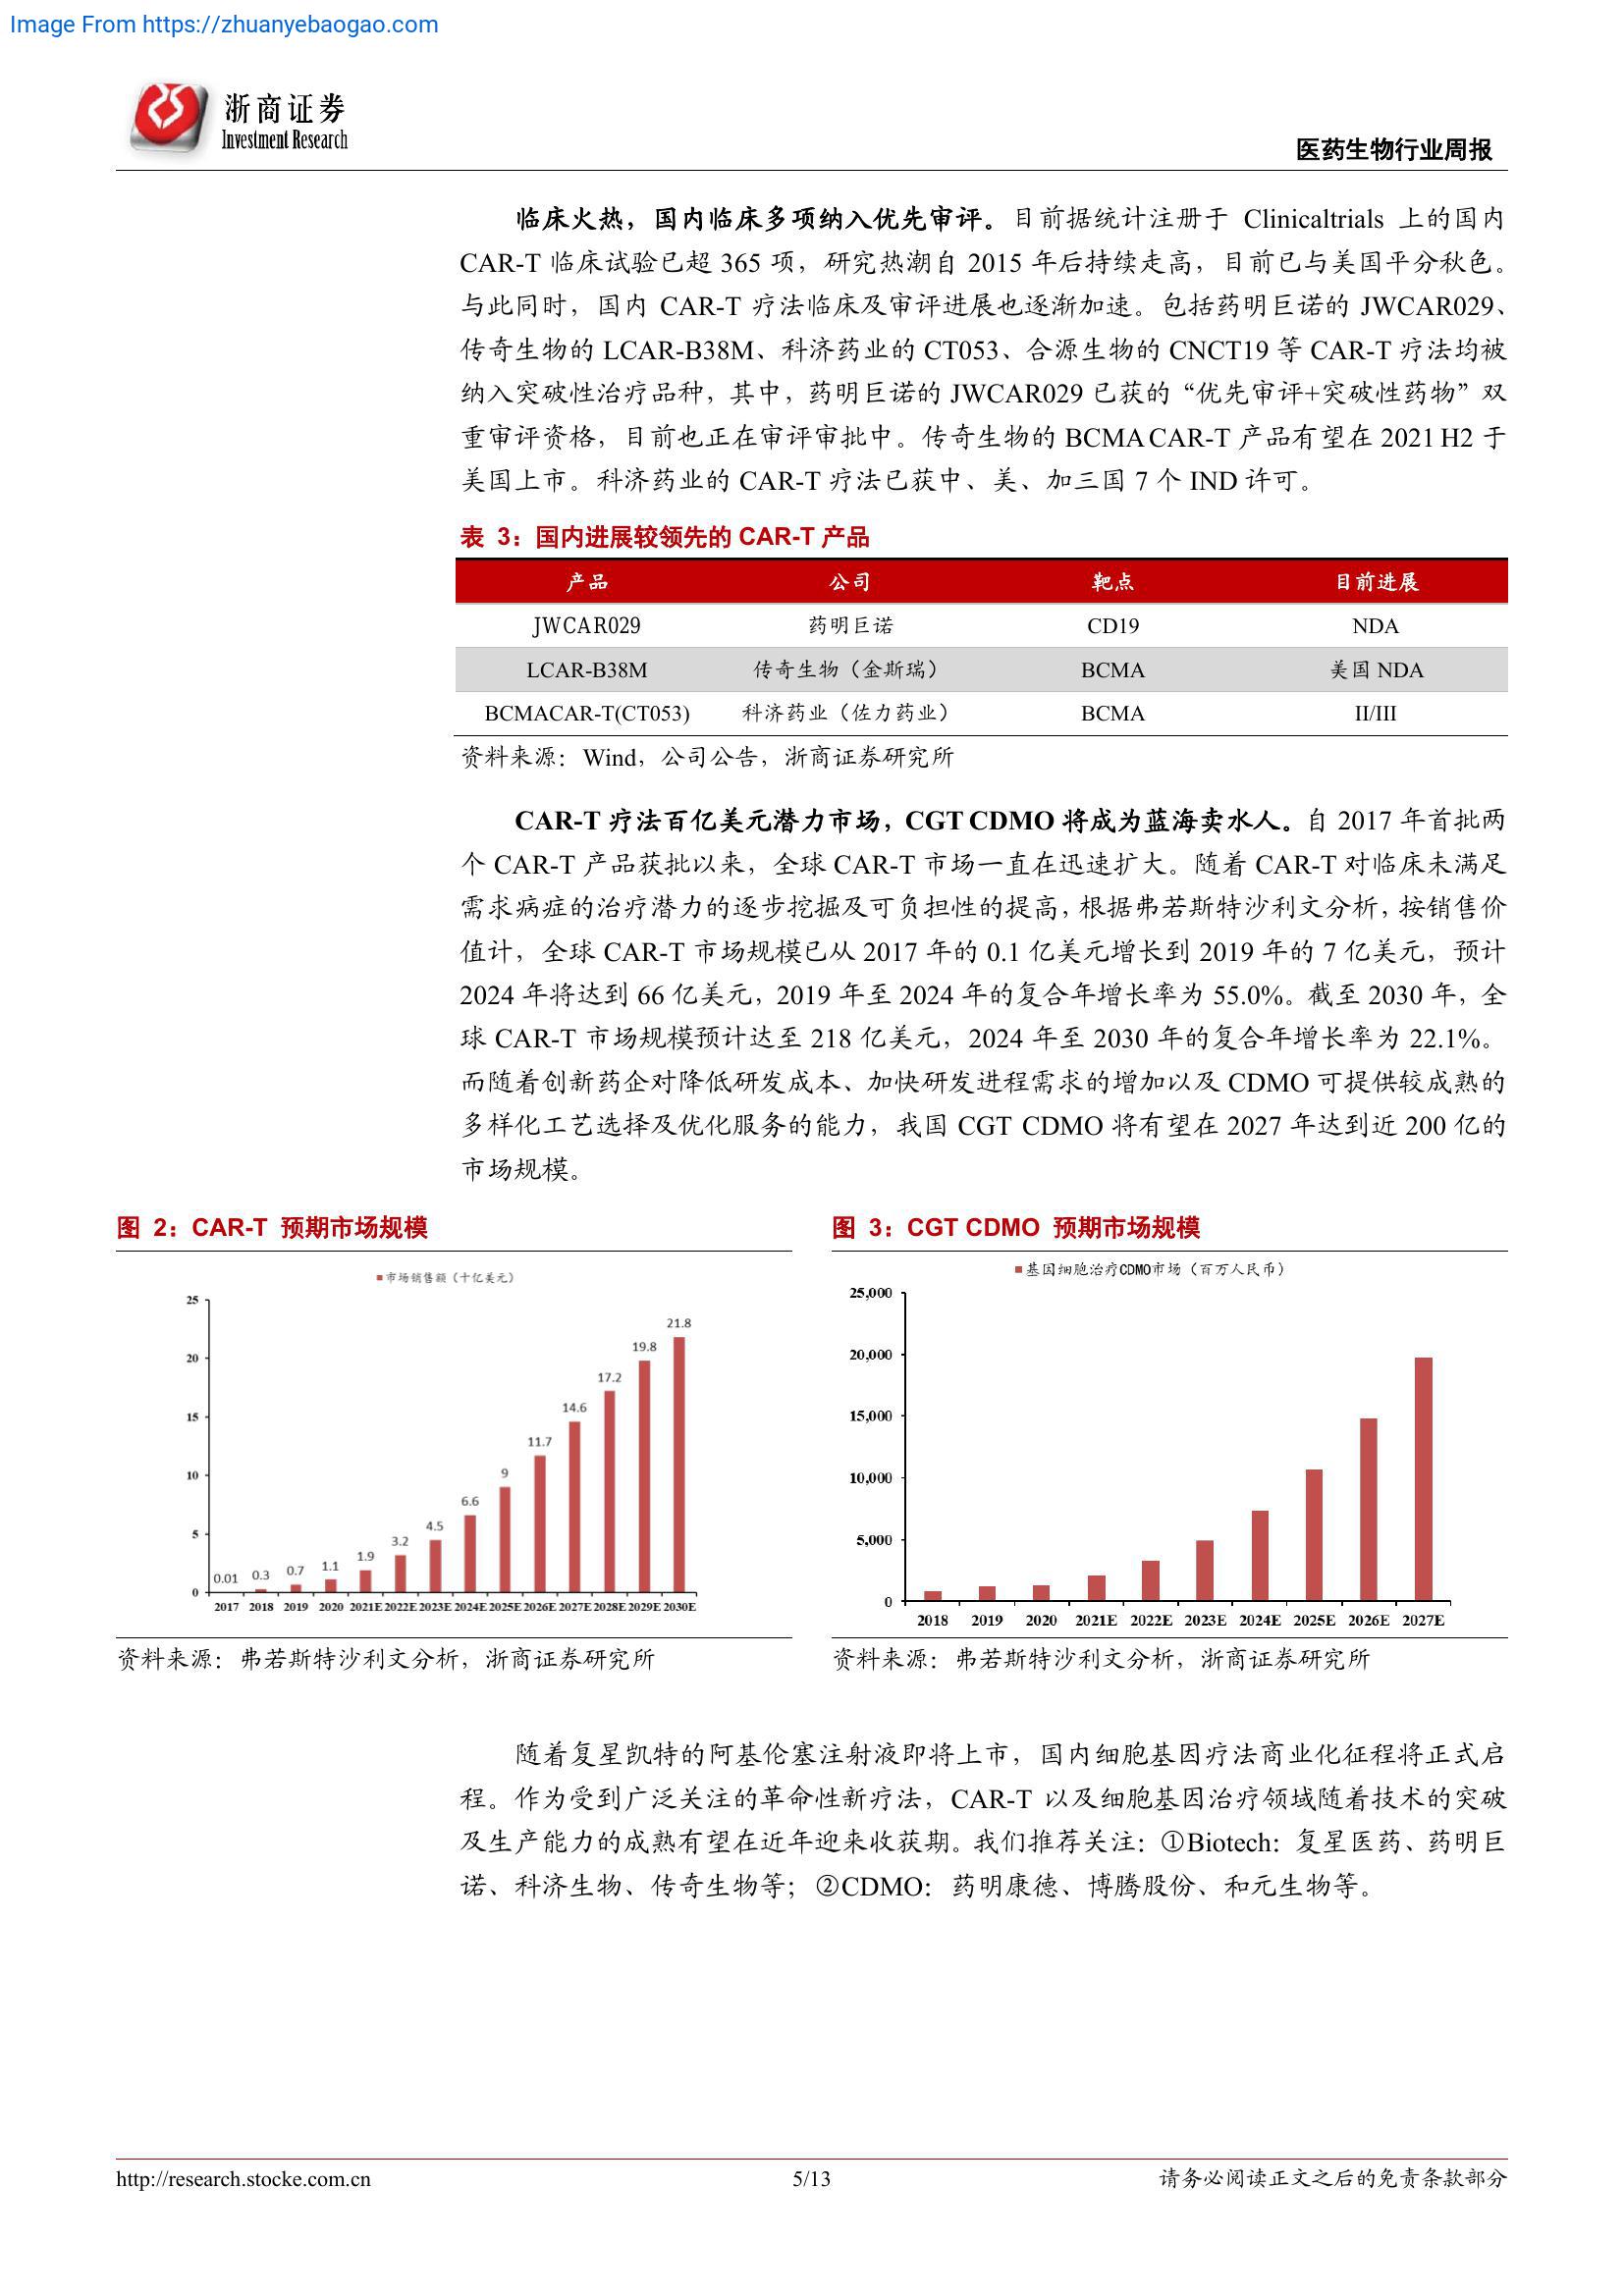 Image From https://zhuanyebaogao.com
浙商证券
Investment Research
医药生物行业周报
临床火热，国内临床多项纳入优先审评。目前据统计注册于 Clinicaltrials 上的国内
CAR-T 临床试验已超 365 项，研究热潮自 2015 年后持续走高，目前已与美国平分秋色。
与此同时，国内 CAR-T 疗法临床及审评进展也逐渐加速。包括药明巨诺的 JWCAR029、
传奇生物的 LCAR-B38M、科济药业的 CT053、合源生物的 CNCT19 等 CAR-T 疗法均被
纳入突破性治疗品种，其中，药明巨诺的 JWCAR029 已获的“优先审评+突破性药物”双
重审评资格，目前也正在审评审批中。传奇生物的 BCMA CAR-T 产品有望在 2021 H2 于
美国上市。科济药业的 CAR-T 疗法已获中、美、加三国 7 个 IND 许可。
表 3：国内进展较领先的 CAR-T 产品
产品 公司 靶点 目前进展
JWCAR029 药明巨诺 CD19 NDA
LCAR-B38M 传奇生物（金斯瑞） BCMA 美国 NDA
BCMACAR-T(CT053) 科济药业（佐力药业） BCMA II/III
资料来源：Wind，公司公告，浙商证券研究所
CAR-T 疗法百亿美元潜力市场，CGT CDMO 将成为蓝海卖水人。自 2017 年首批两
个 CAR-T 产品获批以来，全球 CAR-T 市场一直在迅速扩大。随着 CAR-T 对临床未满足
需求病症的治疗潜力的逐步挖掘及可负担性的提高，根据弗若斯特沙利文分析，按销售价
值计，全球 CAR-T 市场规模已从 2017 年的 0.1 亿美元增长到 2019 年的 7 亿美元，预计
2024 年将达到 66 亿美元，2019 年至 2024 年的复合年增长率为 55.0%。截至 2030 年，全
球 CAR-T 市场规模预计达至 218 亿美元，2024 年至 2030 年的复合年增长率为 22.1%。
而随着创新药企对降低研发成本、加快研发进程需求的增加以及 CDMO 可提供较成熟的
多样化工艺选择及优化服务的能力，我国 CGT CDMO 将有望在 2027 年达到近 200 亿的
市场规模。
图 2：CAR-T 预期市场规模
市场销售额（十亿美元）
25
20
15
10
5
0
0.01 0.3 0.7 1.1 1.9 3.2 4.5 6.6 9 11.7 14.6 17.2 19.8 21.8
2017 2018 2019 2020 2021E 2022E 2023E 2024E 2025E 2026E 2027E 2028E 2029E 2030E
资料来源：弗若斯特沙利文分析，浙商证券研究所
图 3：CGT CDMO 预期市场规模
基因细胞治疗CDMO市场（百万人民币）
25,000
20,000
15,000
10,000
5,000
0
2018 2019 2020 2021E 2022E 2023E 2024E 2025E 2026E 2027E
资料来源：弗若斯特沙利文分析，浙商证券研究所
随着复星凯特的阿基伦塞注射液即将上市，国内细胞基因疗法商业化征程将正式启
程。作为受到广泛关注的革命性新疗法，CAR-T 以及细胞基因治疗领域随着技术的突破
及生产能力的成熟有望在近年迎来收获期。我们推荐关注：①Biotech：复星医药、药明巨
诺、科济生物、传奇生物等；②CDMO：药明康德、博腾股份、和元生物等。
http://research.stocke.com.cn
5/13
请务必阅读正文之后的免责条款部分